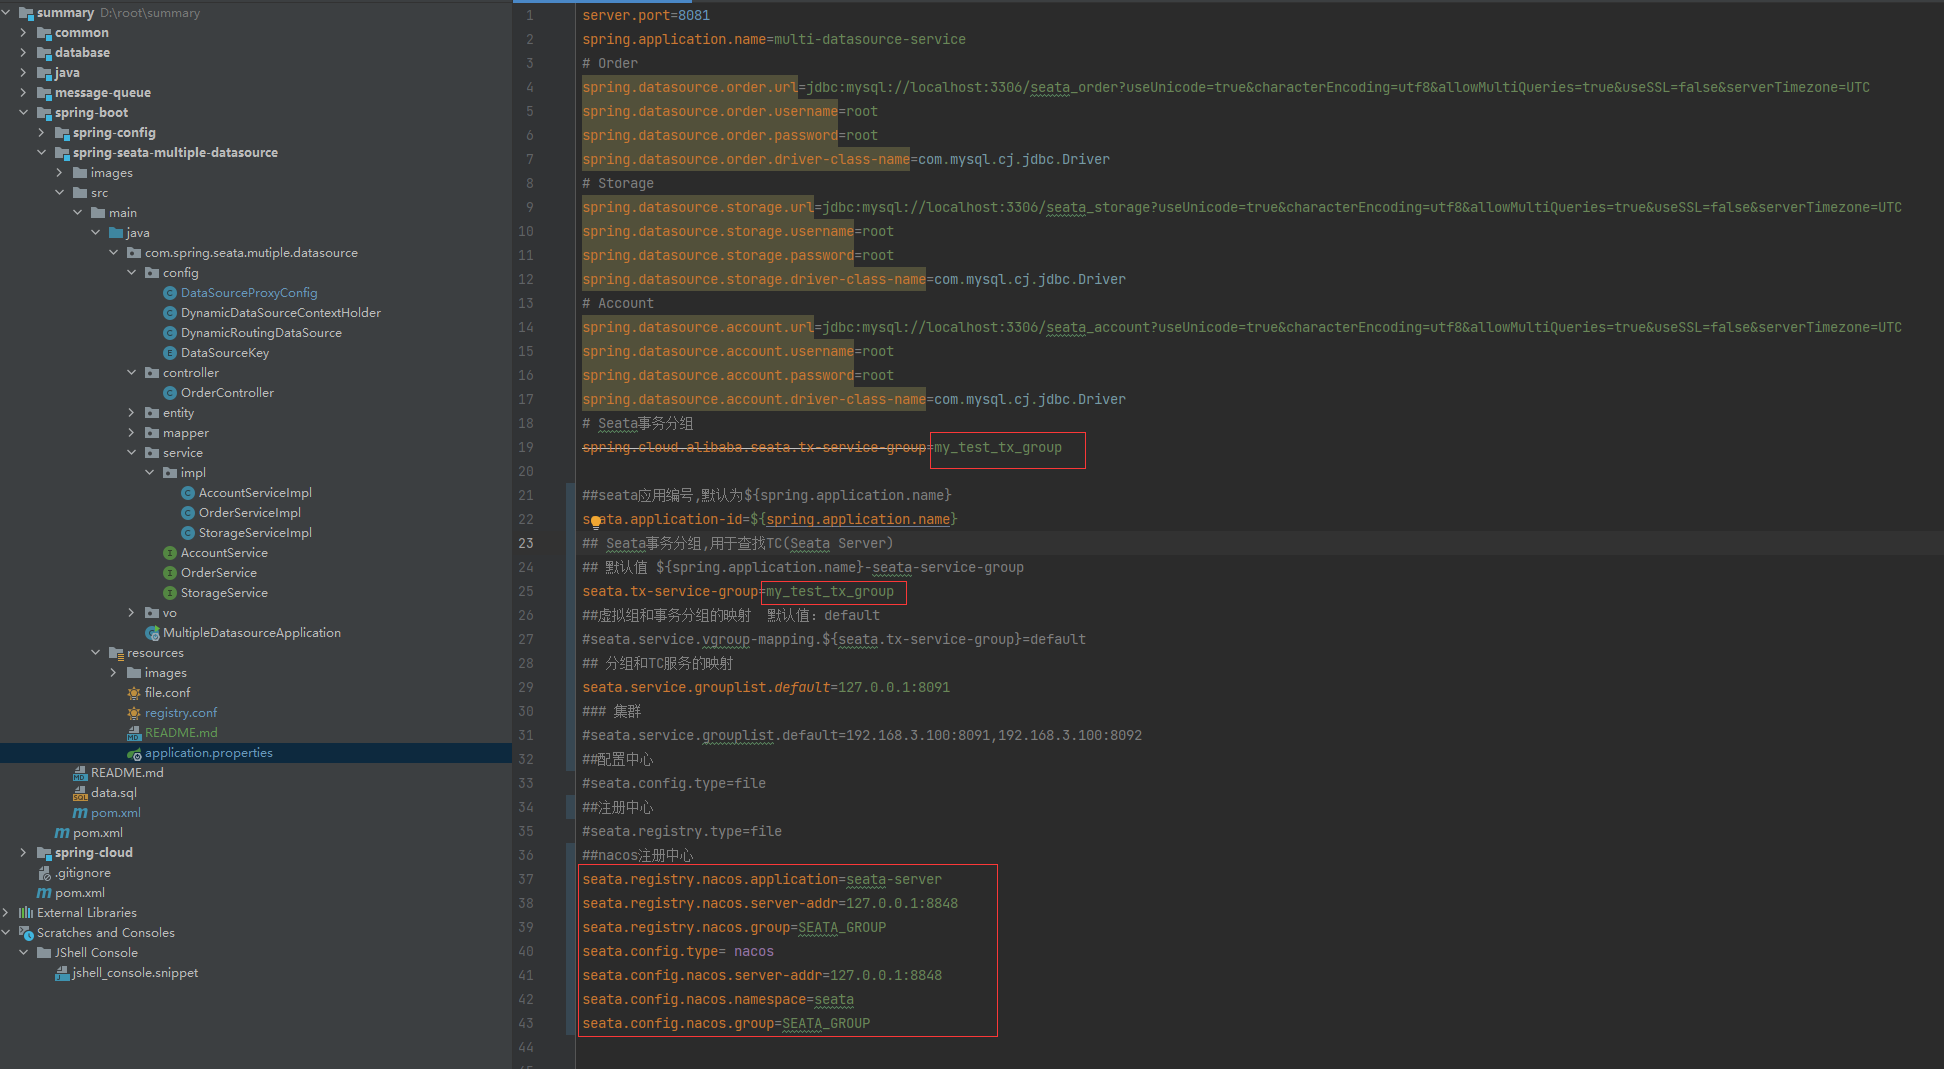 summary D:\root\summary
common
database
java
message-queue
spring-boot
spring-config
spring-seata-multiple-datasource
images
src
main
java
com.spring.seata.mutiple.datasource
config
DataSourceProxyConfig
DynamicDataSourceContextHolder
DynamicRoutingDataSource
DataSourceKey
controller
OrderController
entity
mapper
service
impl
AccountServiceImpl
OrderServiceImpl
StorageServiceImpl
AccountService
OrderService
StorageService
vo
MultipleDatasourceApplication
resources
images
file.conf
registry.conf
README.md
application.properties
README.md
data.sql
pom.xml
pom.xml
spring-cloud
.gitignore
pom.xml
External Libraries
Scratches and Consoles
JShell Console
jshell_console.snippet
1 server.port=8081
2 spring.application.name=multi-datasource-service
3 # Order
4 spring.datasource.order.url=jdbc:mysql://localhost:3306/seata_order?useUnicode=true&characterEncoding=utf8&allowMultiQueries=true&useSSL=false&serverTimezone=UTC
5 spring.datasource.order.username=root
6 spring.datasource.order.password=root
7 spring.datasource.order.driver-class-name=com.mysql.cj.jdbc.Driver
8 # Storage
9 spring.datasource.storage.url=jdbc:mysql://localhost:3306/seata_storage?useUnicode=true&characterEncoding=utf8&allowMultiQueries=true&useSSL=false&serverTimezone=UTC
10 spring.datasource.storage.username=root
11 spring.datasource.storage.password=root
12 spring.datasource.storage.driver-class-name=com.mysql.cj.jdbc.Driver
13 # Account
14 spring.datasource.account.url=jdbc:mysql://localhost:3306/seata_account?useUnicode=true&characterEncoding=utf8&allowMultiQueries=true&useSSL=false&serverTimezone=UTC
15 spring.datasource.account.username=root
16 spring.datasource.account.password=root
17 spring.datasource.account.driver-class-name=com.mysql.cj.jdbc.Driver
18 # Seata事务分组
19 spring.cloud.alibaba.seata.tx-service-group=my_test_tx_group
20
21 ##seata应用编号,默认为${spring.application.name}
22 seata.application-id=${spring.application.name}
23 ## Seata事务分组,用于查找TC(Seata Server)
24 ## 默认值 ${spring.application.name}-seata-service-group
25 seata.tx-service-group=my_test_tx_group
26 ##虚拟组和事务分组的映射 默认值: default
27 #seata.service.vgroup-mapping.${seata.tx-service-group}=default
28 ## 分组和TC服务的映射
29 seata.service.grouplist.default=127.0.0.1:8091
30 ### 集群
31 #seata.service.grouplist.default=192.168.3.100:8091,192.168.3.100:8092
32 ##配置中心
33 #seata.config.type=file
34 ##注册中心
35 #seata.registry.type=file
36 ##nacos注册中心
37 seata.registry.nacos.application=seata-server
38 seata.registry.nacos.server-addr=127.0.0.1:8848
39 seata.registry.nacos.group=SEATA_GROUP
40 seata.config.type= nacos
41 seata.config.nacos.server-addr=127.0.0.1:8848
42 seata.config.nacos.namespace=seata
43 seata.config.nacos.group=SEATA_GROUP
44